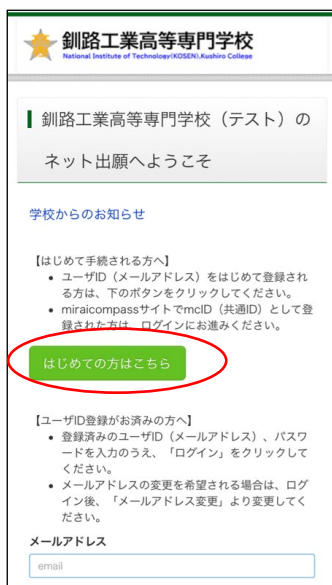 釧路工業高等専門学校
National Institute of Technology(KOSEN),Kushiro College
釧路工業高等専門学校（テスト）の
ネット出願へようこそ
学校からのお知らせ
【はじめて手続される方へ】
• ユーザID（メールアドレス）をはじめて登録され
る方は、下のボタンをクリックしてください。
• miraicompassサイトでmcID（共通ID）として登
録された方は、ログインにお進みください。
はじめての方はこちら
【ユーザID登録がお済みの方へ】
• 登録済みのユーザID（メールアドレス）、パスワ
ードを入力のうえ、「ログイン」をクリックして
ください。
• メールアドレスの変更を希望される場合は、ログ
イン後、「メールアドレス変更」より変更してく
ださい。
メールアドレス
email